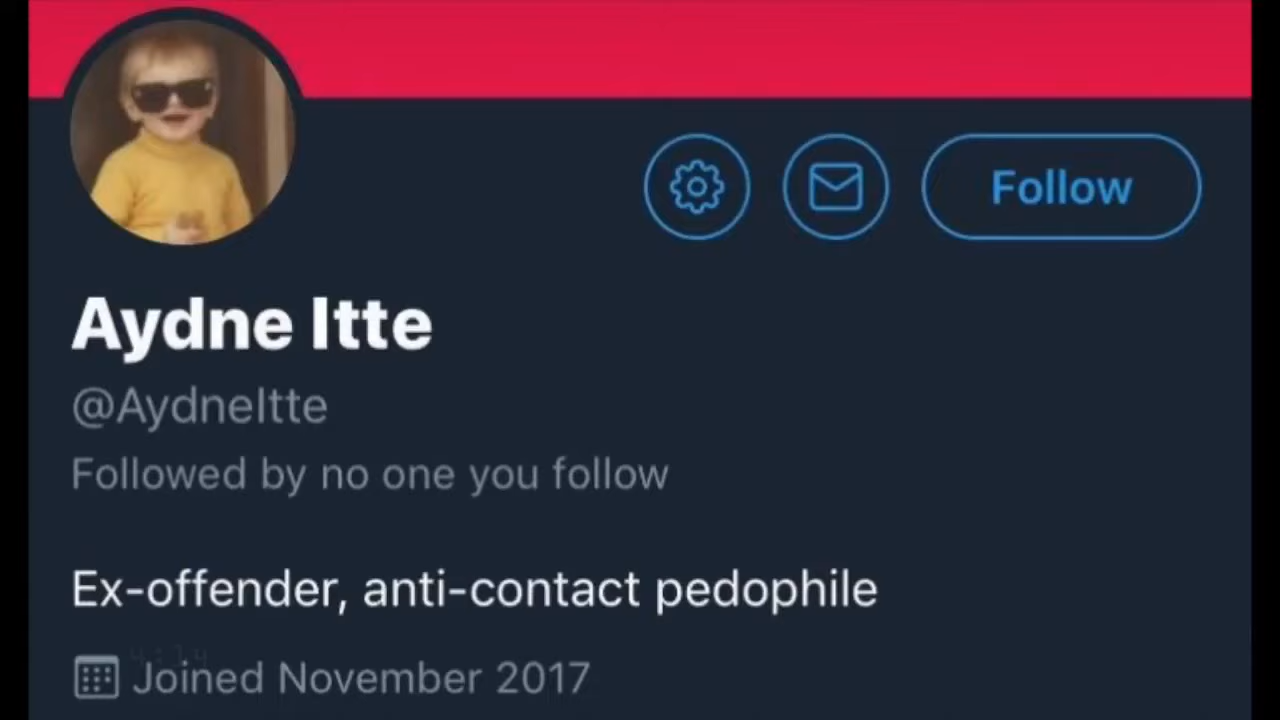 Follow
Aydne Itte
@AydneItte
Followed by no one you follow
Ex-offender, anti-contact pedophile
Joined November 2017